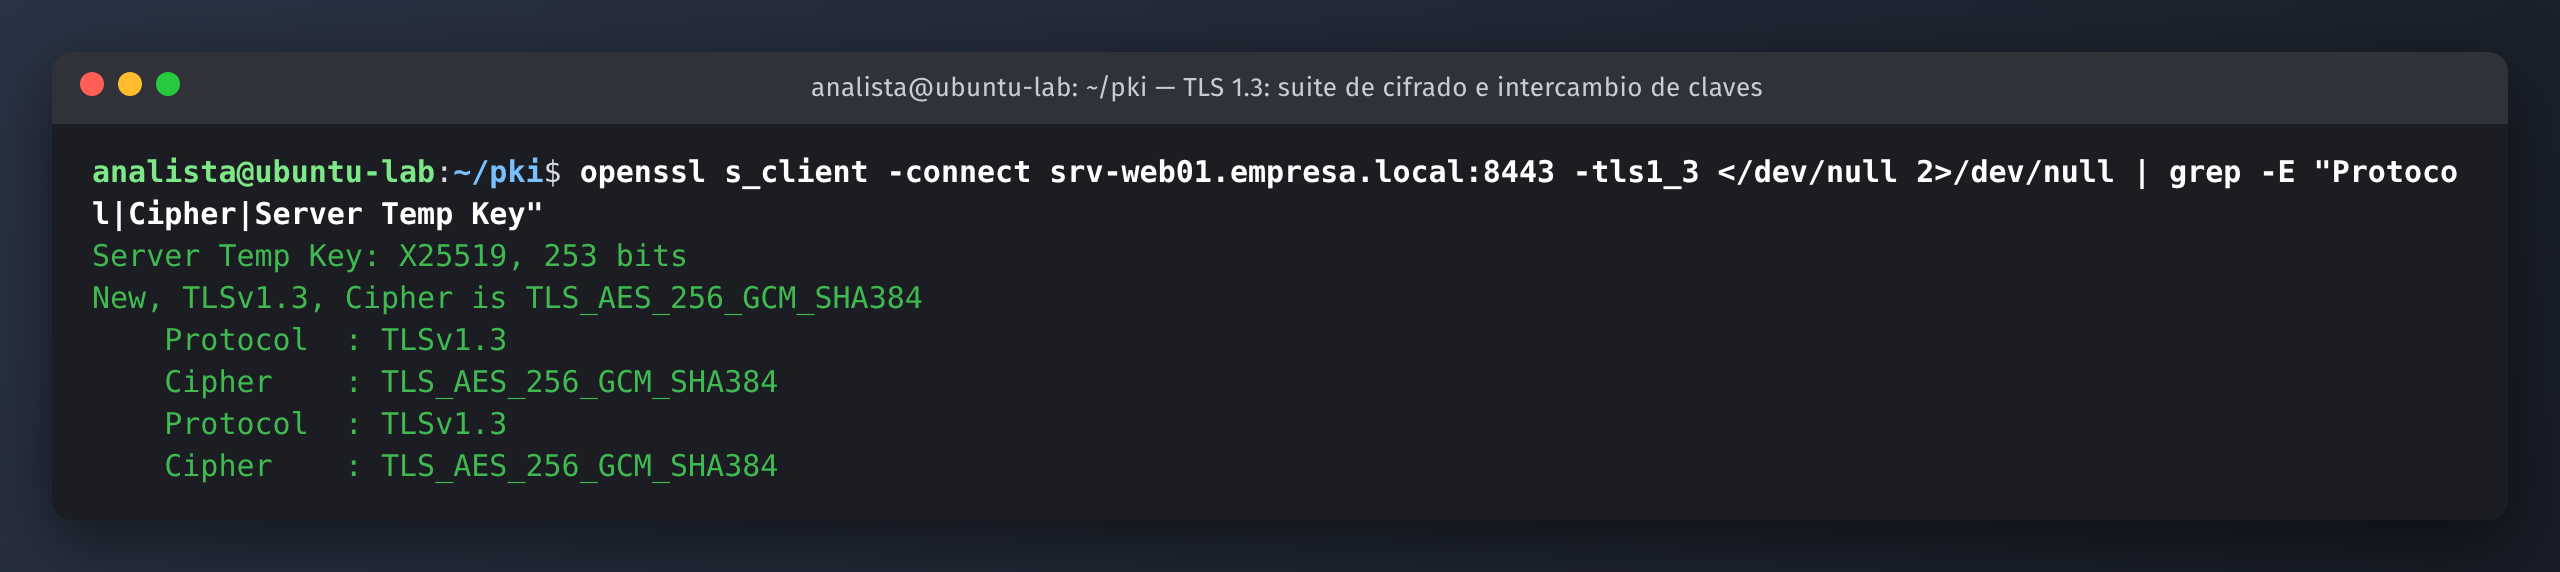 analista@ubuntu-lab: ~/pki — TLS 1.3: suite de cifrado e intercambio de claves
analista@ubuntu-lab:~/pki$ openssl s_client -connect srv-web01.empresa.local:8443 -tls1_3 </dev/null 2>/dev/null | grep -E "Protoco
l|Cipher|Server Temp Key"
Server Temp Key: X25519, 253 bits
New, TLSv1.3, Cipher is TLS_AES_256_GCM_SHA384
    Protocol  : TLSv1.3
    Cipher    : TLS_AES_256_GCM_SHA384
    Protocol  : TLSv1.3
    Cipher    : TLS_AES_256_GCM_SHA384